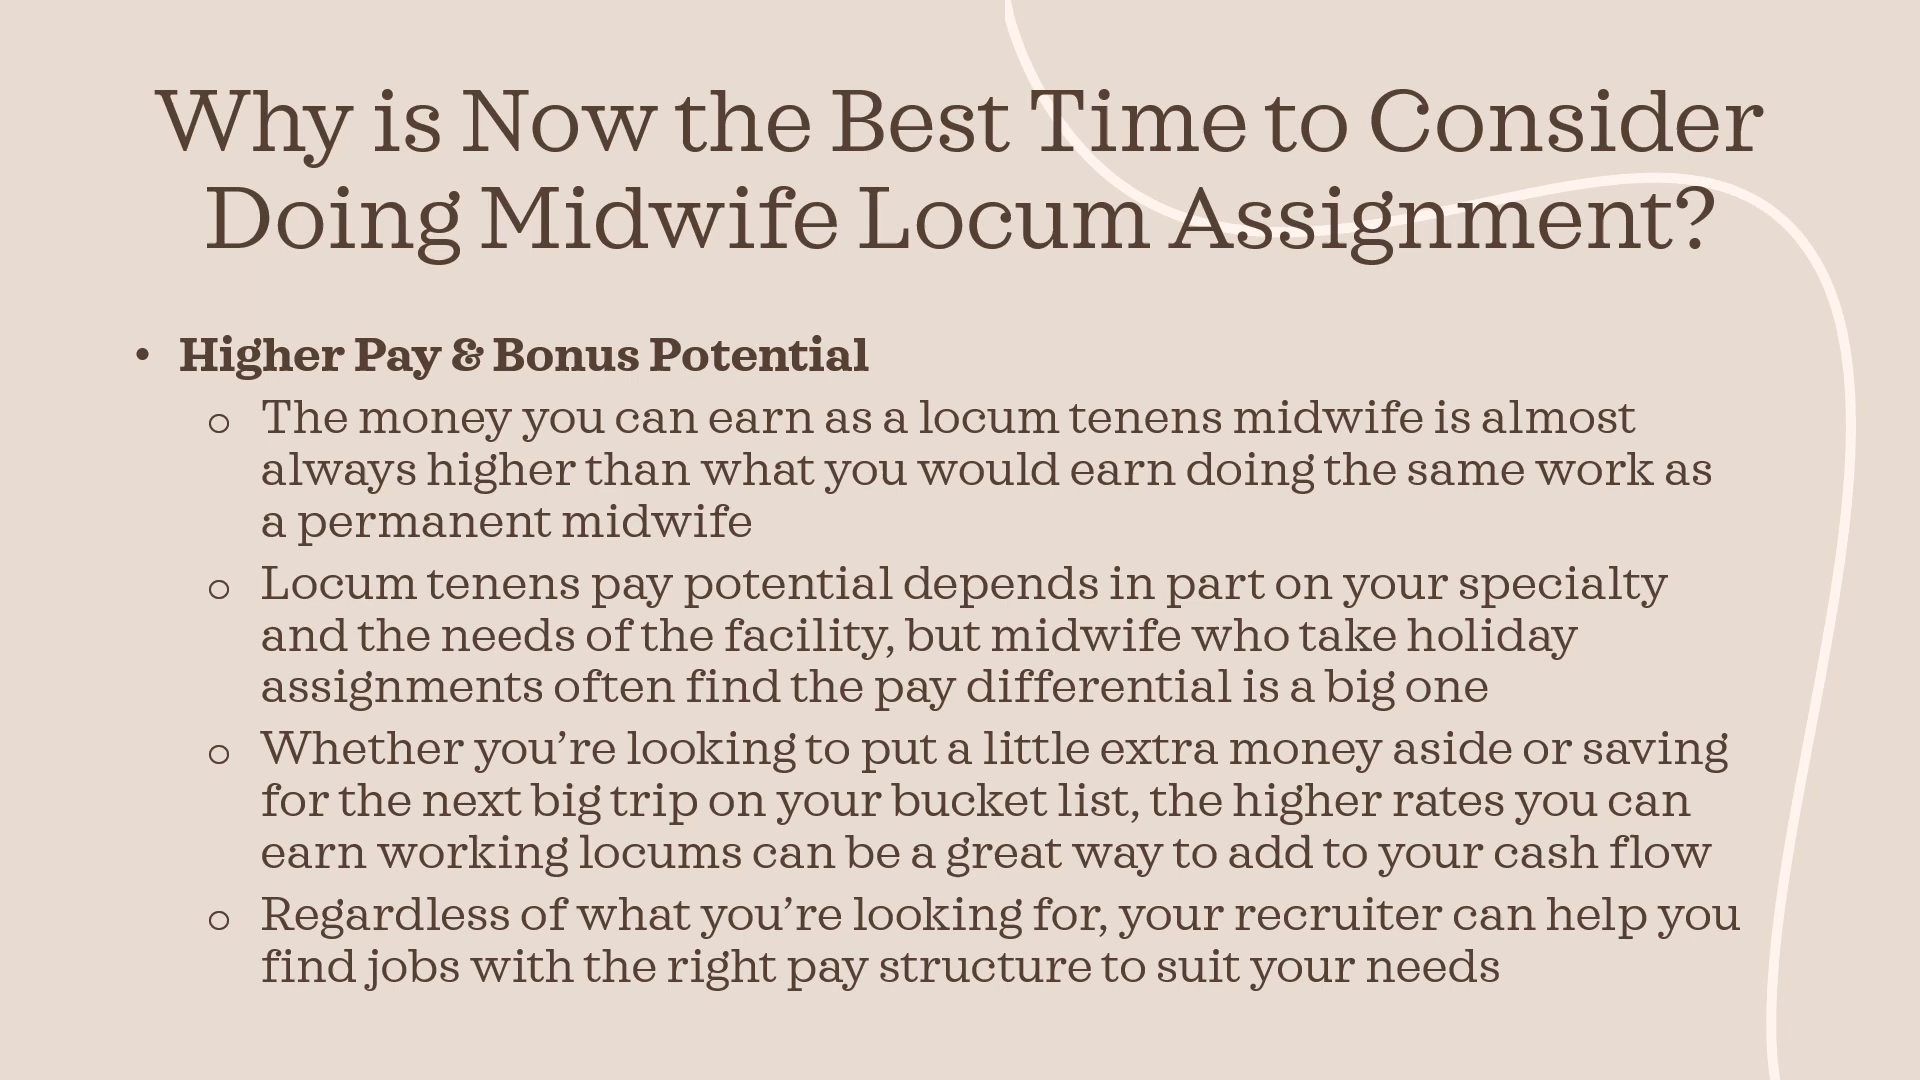 Why is Now the Best Time to Consider
Doing Midwife Locum Assignment?
• Higher Pay & Bonus Potential
o The money you can earn as a locum tenens midwife is almost
always higher than what you would earn doing the same work as
a permanent midwife
o Locum tenens pay potential depends in part on your specialty
and the needs of the facility, but midwife who take holiday
assignments often find the pay differential is a big one
o Whether you’re looking to put a little extra money aside or saving
for the next big trip on your bucket list, the higher rates you can
earn working locums can be a great way to add to your cash flow
o Regardless of what you’re looking for, your recruiter can help you
find jobs with the right pay structure to suit your needs